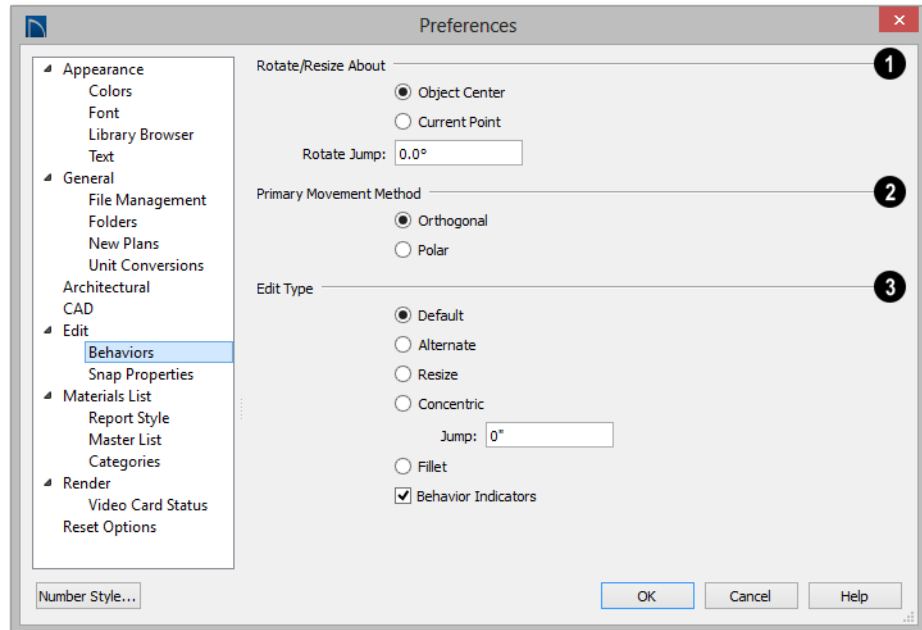 Preferences
Appearance
Colors
Font
Library Browser
Text
General
File Management
Folders
New Plans
Unit Conversions
Architectural
CAD
Edit
Behaviors
Snap Properties
Materials List
Report Style
Master List
Categories
Render
Video Card Status
Reset Options
Rotate/Resize About 1
Object Center
Current Point
Rotate Jump: 0.0°
Primary Movement Method 2
Orthogonal
Polar
Edit Type 3
Default
Alternate
Resize
Concentric
Jump: 0"
Fillet
Behavior Indicators
Number Style... OK Cancel Help